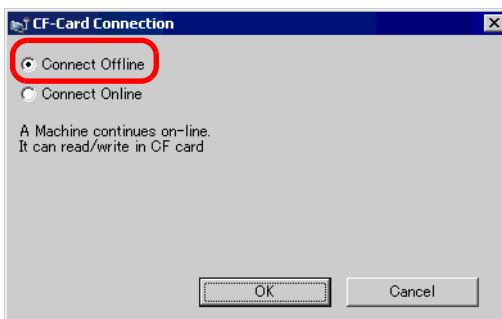 CF-Card Connection
Connect Offline
Connect Online
A Machine continues on-line.
It can read/write in CF card
OK
Cancel